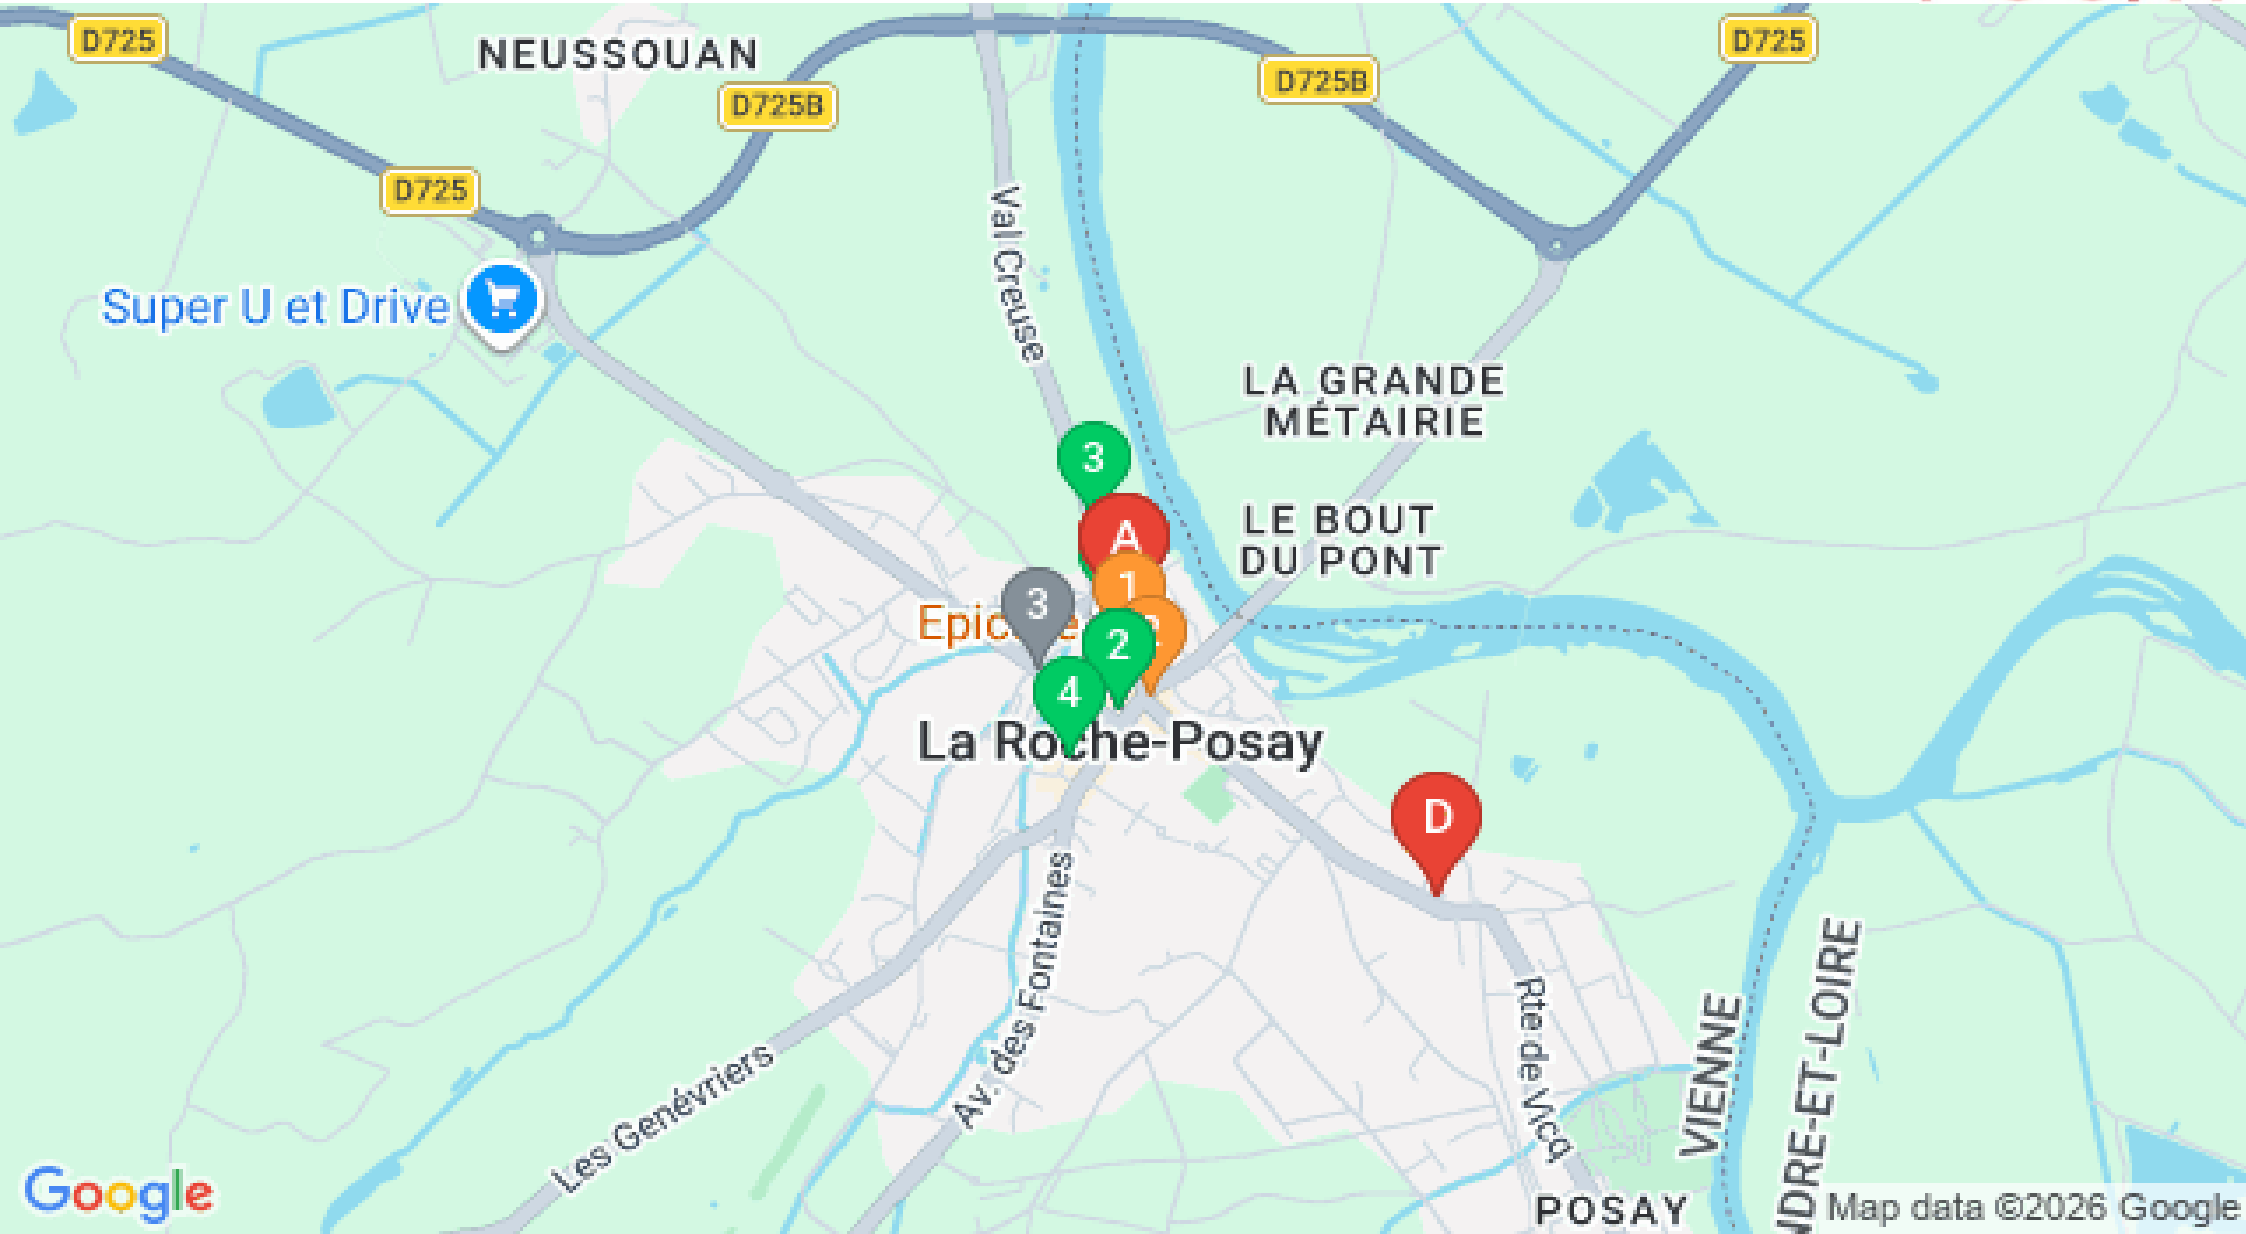 D725
NEUSSOUAN
D725B
D725B
D725
D725
Super U et Drive
Val Creuse
LA GRANDE
MÉTAIRIE
3
A
LE BOUT
DU PONT
1
3
2
4
La Roche-Posay
D
Av. des Fontaines
Les Genévriers
Rte de Vicq
VIENNE
POSAY
Google
Map data ©2026 Google